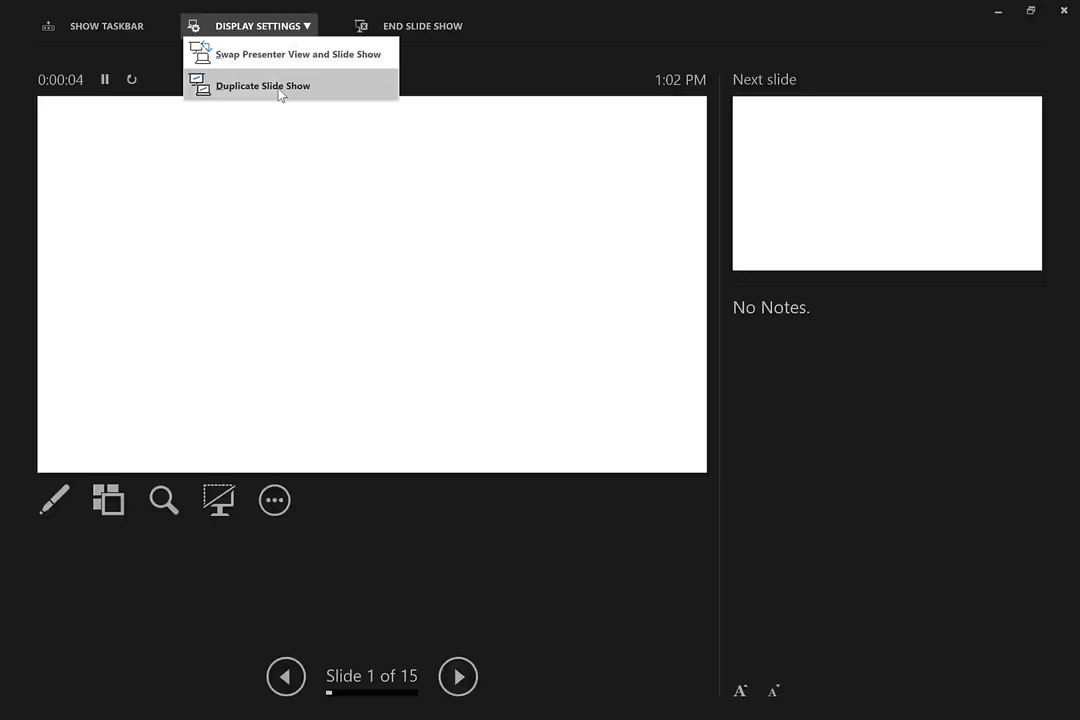 SHOW TASKBAR
DISPLAY SETTINGS ▼
END SLIDE SHOW
Swap Presenter View and Slide Show
Duplicate Slide Show
0:00:04
1:02 PM
Next slide
No Notes.
Slide 1 of 15
A A